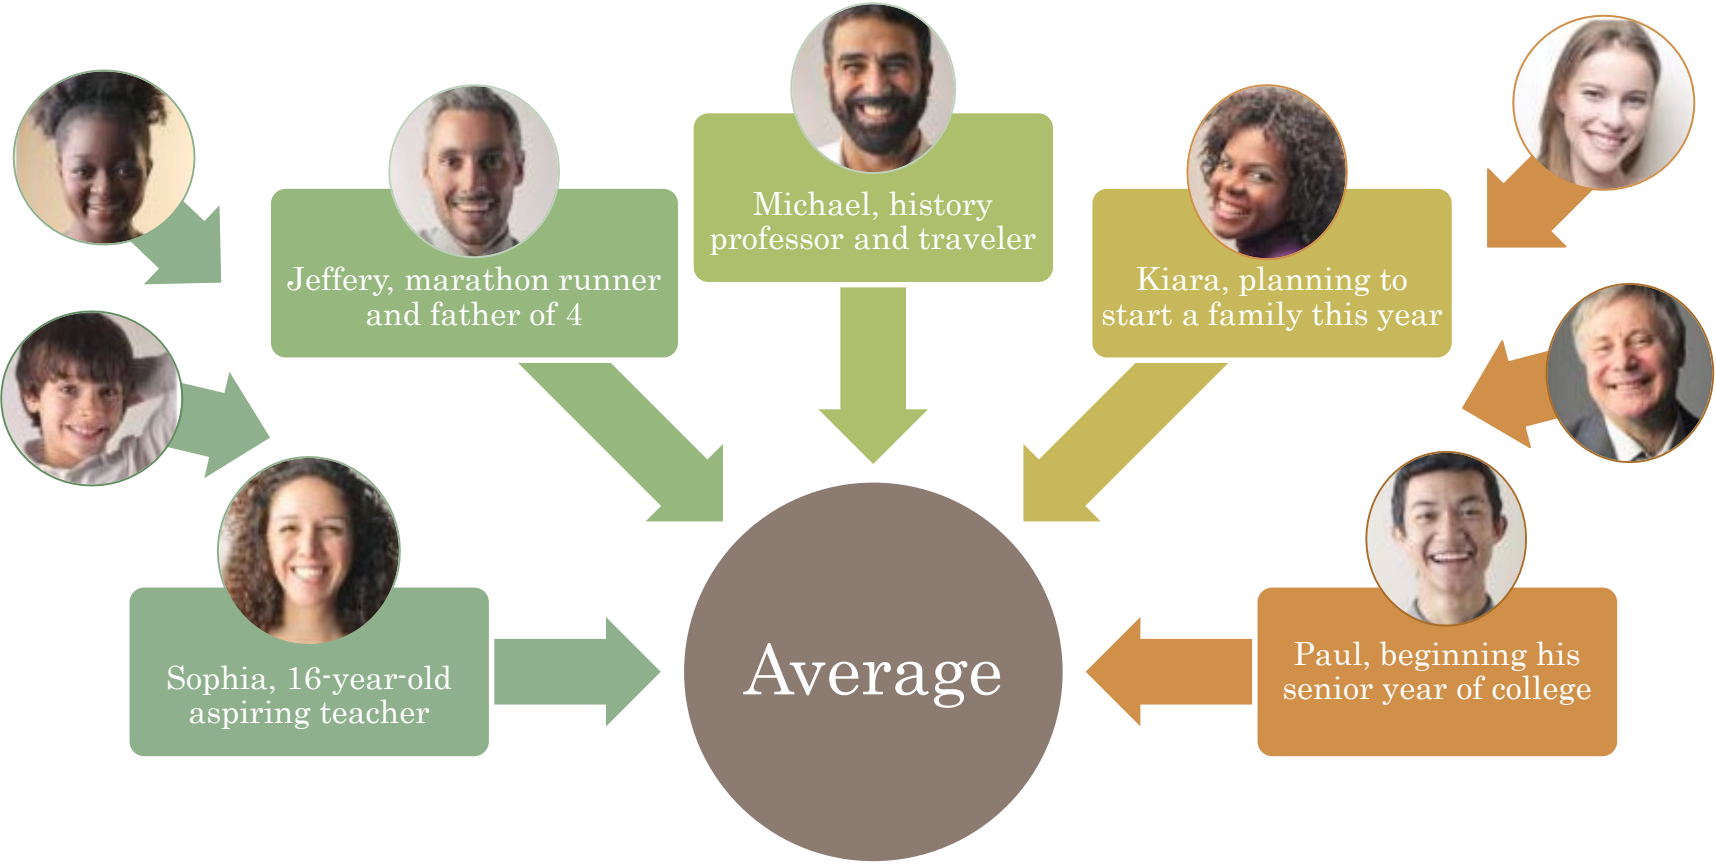 Michael, history
professor and traveler
Jeffery, marathon runner
and father of 4
Kiara, planning to
start a family this year
Sophia, 16-year-old
aspiring teacher
Average
Paul, beginning his
senior year of college